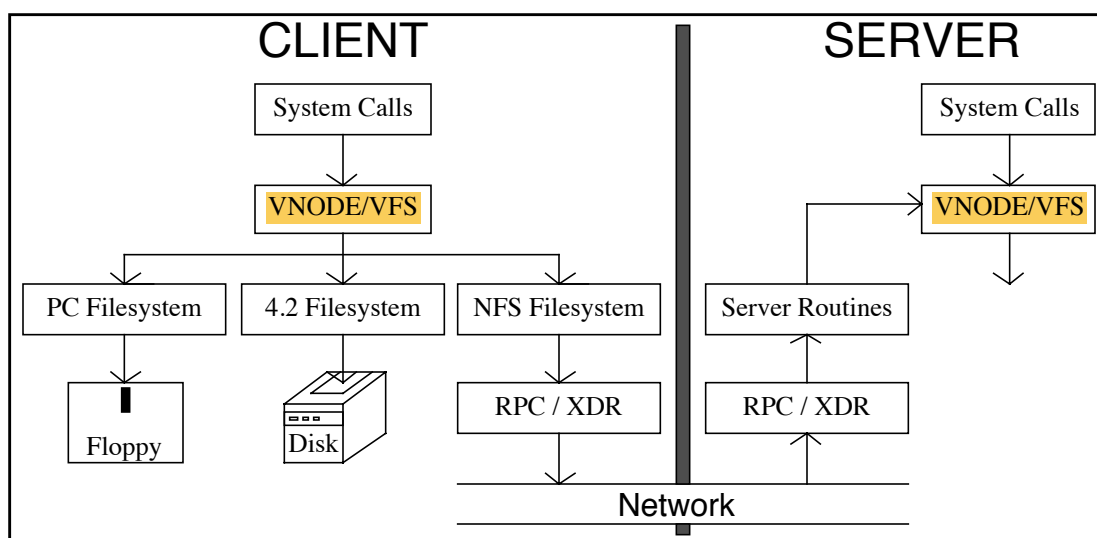 CLIENT
SERVER
System Calls
System Calls
VNODE/VFS
VNODE/VFS
PC Filesystem
4.2 Filesystem
NFS Filesystem
Server Routines
Floppy
Disk
RPC / XDR
RPC / XDR
Network